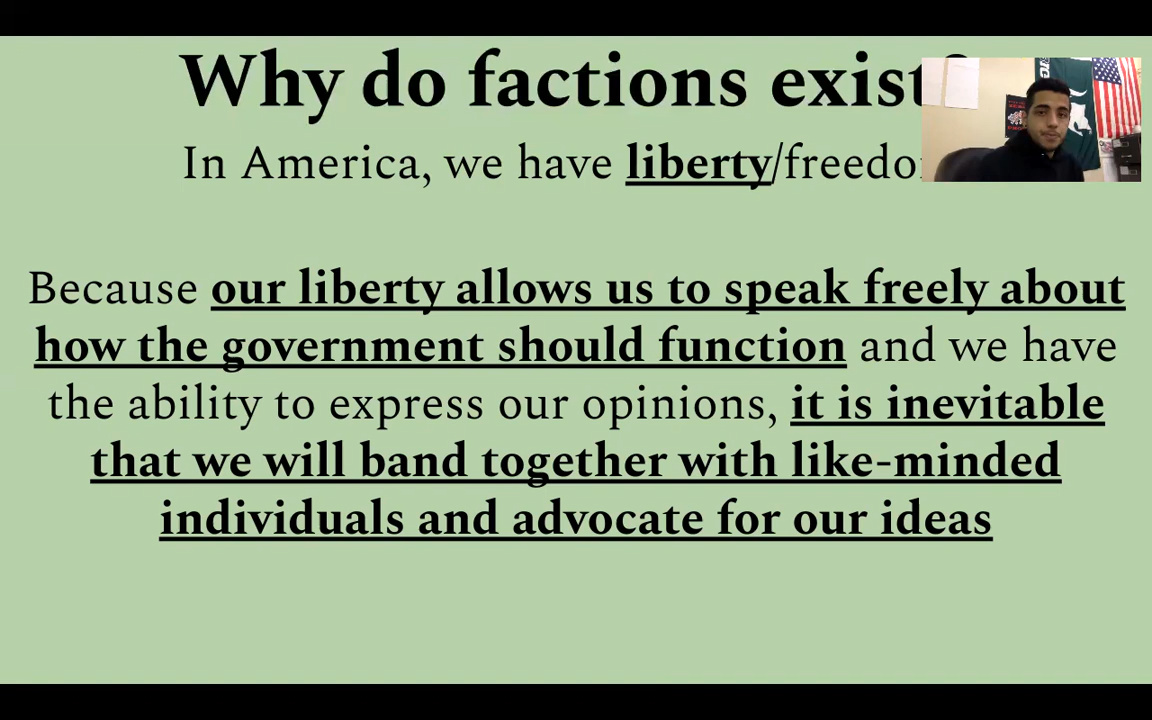 Why do factions exist?
In America, we have liberty/freedom
Because our liberty allows us to speak freely about
how the government should function and we have
the ability to express our opinions, it is inevitable
that we will band together with like-minded
individuals and advocate for our ideas